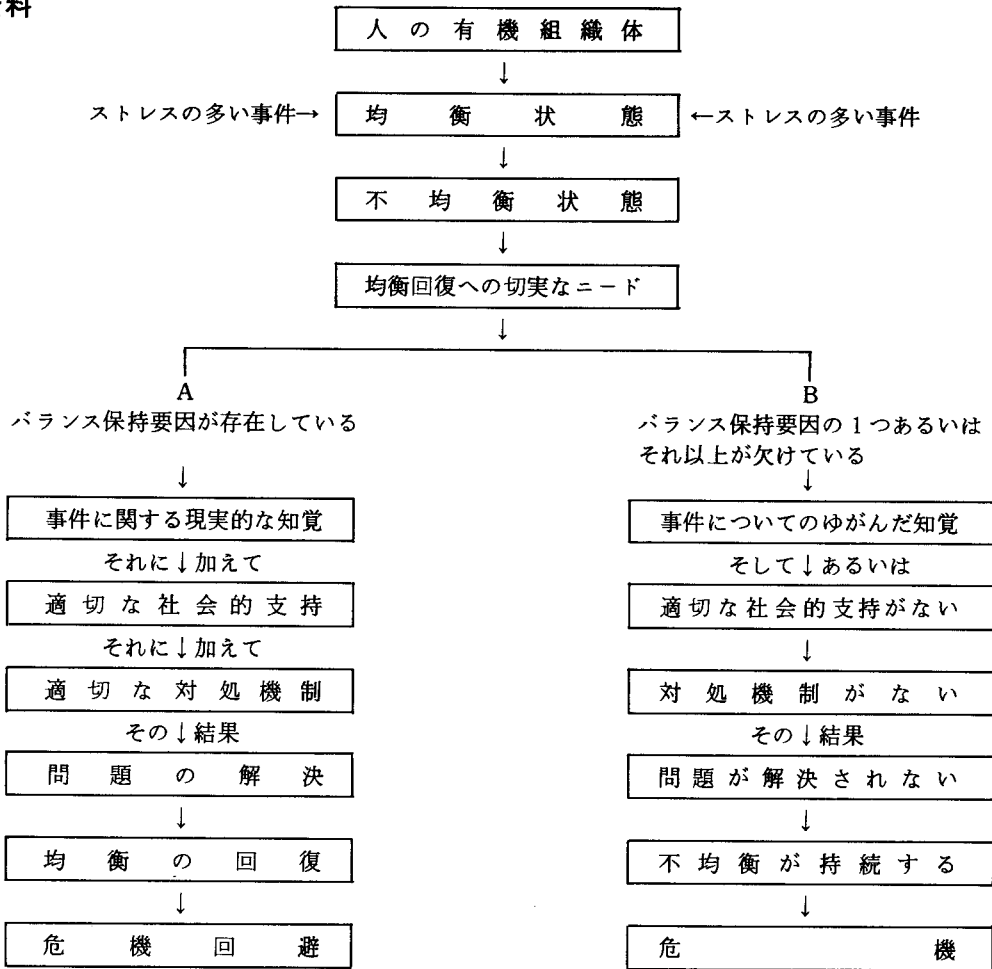 料
人の有機組織体
↓
ストレスの多い事件→ 均衡状態 ←ストレスの多い事件
↓
不均衡状態
↓
均衡回復への切実なニード
↓
A
バランス保持要因が存在している
↓
事件に関する現実的な知覚
それに↓加えて
適切な社会的支持
それに↓加えて
適切な対処機制
その↓結果
問題の解決
↓
均衡の回復
↓
危機回避
B
バランス保持要因の1つあるいは
それ以上が欠けている
↓
事件についてのゆがんだ知覚
そして↓あるいは
適切な社会的支持がない
↓
対処機制がない
その↓結果
問題が解決されない
↓
不均衡が持続する
↓
危機